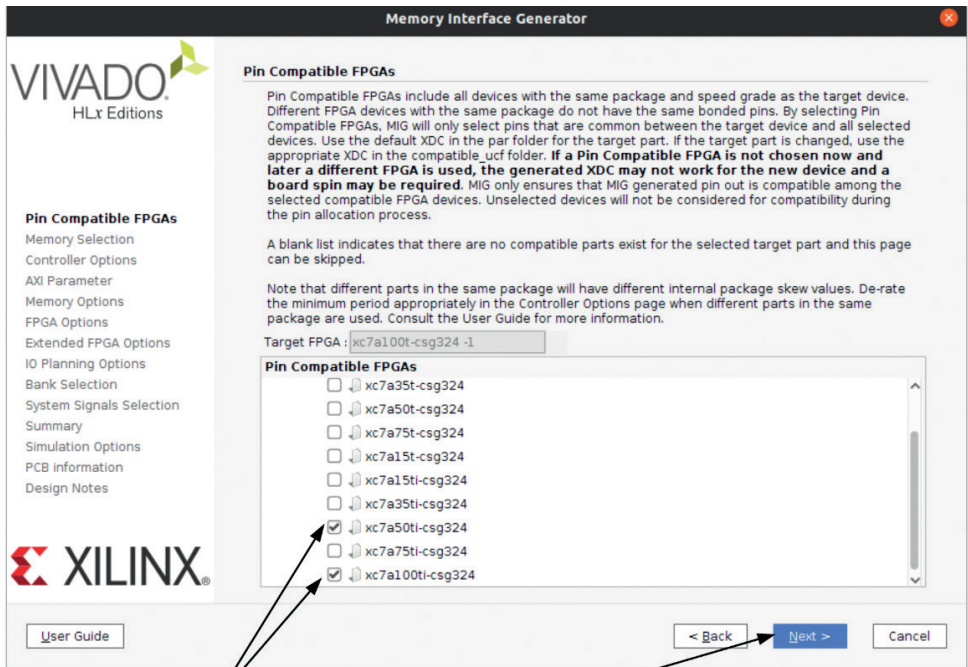 Memory Interface Generator
VIVADO.
HLx Editions
Pin Compatible FPGAs
Memory Selection
Controller Options
AXI Parameter
Memory Options
FPGA Options
Extended FPGA Options
IO Planning Options
Bank Selection
System Signals Selection
Summary
Simulation Options
PCB information
Design Notes
XILINX®
Pin Compatible FPGAs
Pin Compatible FPGAs include all devices with the same package and speed grade as the target device.
Different FPGA devices with the same package do not have the same bonded pins. By selecting Pin
Compatible FPGAs, MIG will only select pins that are common between the target device and all selected
devices. Use the default XDC in the par folder for the target part. If the target part is changed, use the
appropriate XDC in the compatible_ucf folder. If a Pin Compatible FPGA is not chosen now and
later a different FPGA is used, the generated XDC may not work for the new device and a
board spin may be required. MIG only ensures that MIG generated pin out is compatible among the
selected compatible FPGA devices. Unselected devices will not be considered for compatibility during
the pin allocation process.
A blank list indicates that there are no compatible parts exist for the selected target part and this page
can be skipped.
Note that different parts in the same package will have different internal package skew values. De-rate
the minimum period appropriately in the Controller Options page when different parts in the same
package are used. Consult the User Guide for more information.
Target FPGA : xc7a100t-csg324 -1
Pin Compatible FPGAs
xc7a35t-csg324
xc7a50t-csg324
xc7a75t-csg324
xc7a15t-csg324
xc7a15ti-csg324
xc7a35ti-csg324
xc7a50ti-csg324
xc7a75ti-csg324
xc7a100ti-csg324
User Guide
< Back
Next >
Cancel